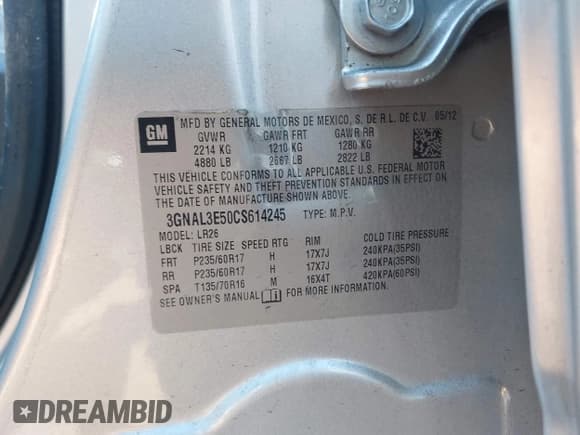 MFD BY GENERAL MOTORS DE MEXICO, S. DE R.L. DE C.V. 05/12
GM
GVWR GAWR FRT GAWR RR
2214 KG 1210 KG 1280 KG
4880 LB 2667 LB 2822 LB
THIS VEHICLE CONFORMS TO ALL APPLICABLE U.S. FEDERAL MOTOR
VEHICLE SAFETY AND THEFT PREVENTION STANDARDS IN EFFECT ON
THE DATE OF MANUFACTURE SHOWN ABOVE.
3GNAL3E50CS614245 TYPE: M.P.V.
MODEL: LR26
LBCK TIRE SIZE SPEED RTG RIM COLD TIRE PRESSURE
FRT P235/60R17 H 17X7J 240KPA(35PSI)
RR P235/60R17 H 17X7J 240KPA(35PSI)
SPA T135/70R16 M 16X4T 420KPA(60PSI)
SEE OWNER'S MANUAL FOR MORE INFORMATION.
DREAMBID